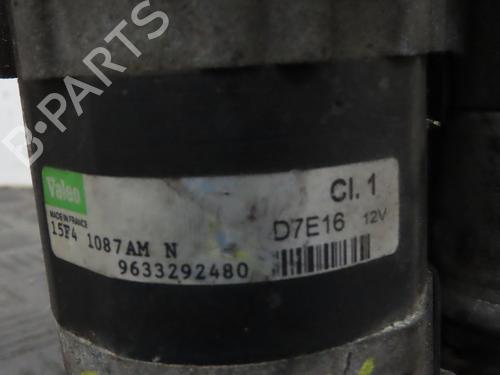 B-PARTS
Valeo
MADE IN FRANCE
Cl. 1
15F4 1087AM N
D7E16 12V
9633292480